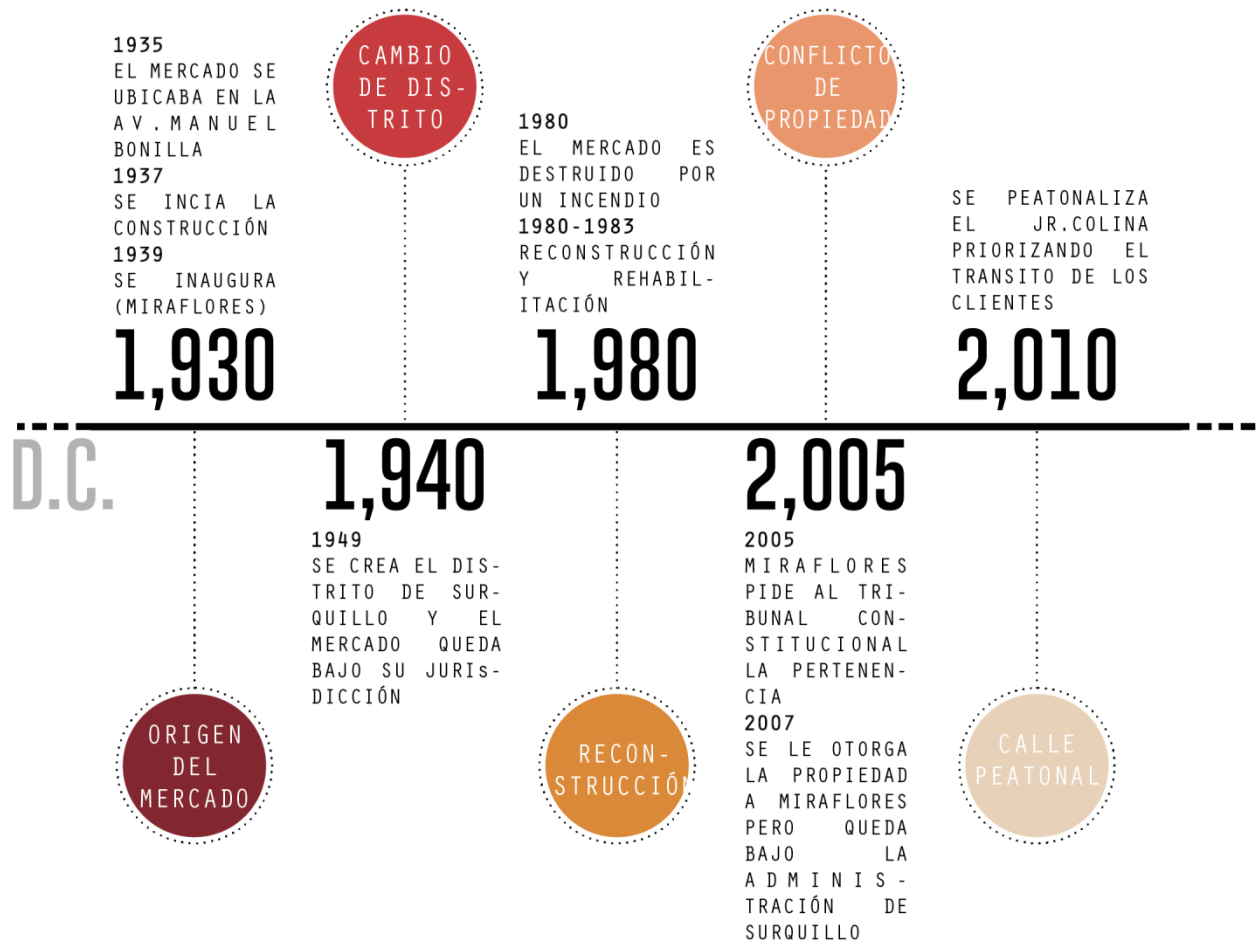 1935
EL MERCADO SE
UBICABA EN LA
AV.MANUEL
BONILLA
1937
SE INCIA LA
CONSTRUCCIÓN
1939
SE INAUGURA
(MIRAFLORES)
1,930
CAMBIO
DE DIS-
TRITO
1980
EL MERCADO ES
DESTRUIDO POR
UN INCENDIO
1980-1983
RECONSTRUCCIÓN
Y REHABIL-
ITACIÓN
1,980
CONFLICTO
DE
PROPIEDAD
SE PEATONALIZA
EL JR.COLINA
PRIORIZANDO EL
TRANSITO DE LOS
CLIENTES
2,010
D.C.
ORIGEN
DEL
MERCADO
1,940
1949
SE CREA EL DIS-
TRITO DE SUR-
QUILLO Y EL
MERCADO QUEDA
BAJO SU JURIsS-
DICCIÓN
RECON-
STRUCCIÓN
2,005
2005
MIRAFLORES
PIDE AL TRI-
BUNAL CON-
STITUCIONAL
LA PERTENEN-
CIA
2007
SE LE OTORGA
LA PROPIEDAD
A MIRAFLORES
PERO QUEDA
BAJO LA
ADMINIS-
TRACIÓN DE
SURQUILLO
CALLE
PEATONAL